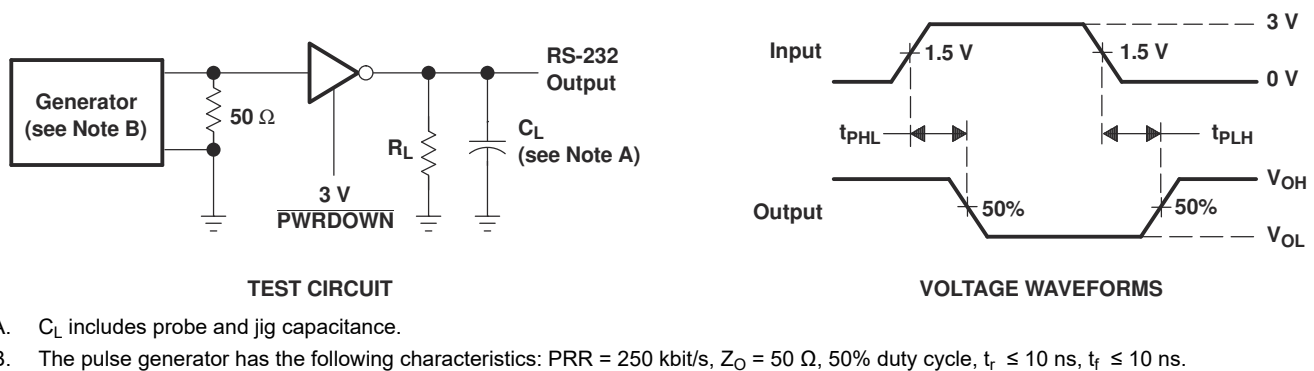 Generator
(see Note B)
50 Ω
3 V
PWRDOWN
R_L
C_L
(see Note A)
RS-232
Output
TEST CIRCUIT
Input
1.5 V
1.5 V
3 V
0 V
t_PHL
t_PLH
Output
50%
50%
V_OH
V_OL
VOLTAGE WAVEFORMS
A. C_L includes probe and jig capacitance.
B. The pulse generator has the following characteristics: PRR = 250 kbit/s, Z_O = 50 Ω, 50% duty cycle, t_r ≤ 10 ns, t_f ≤ 10 ns.